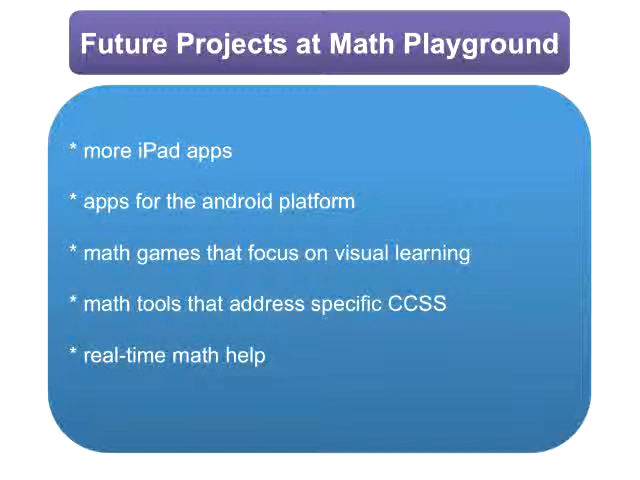 Future Projects at Math Playground
* more iPad apps
* apps for the android platform
* math games that focus on visual learning
* math tools that address specific CCSS
* real-time math help